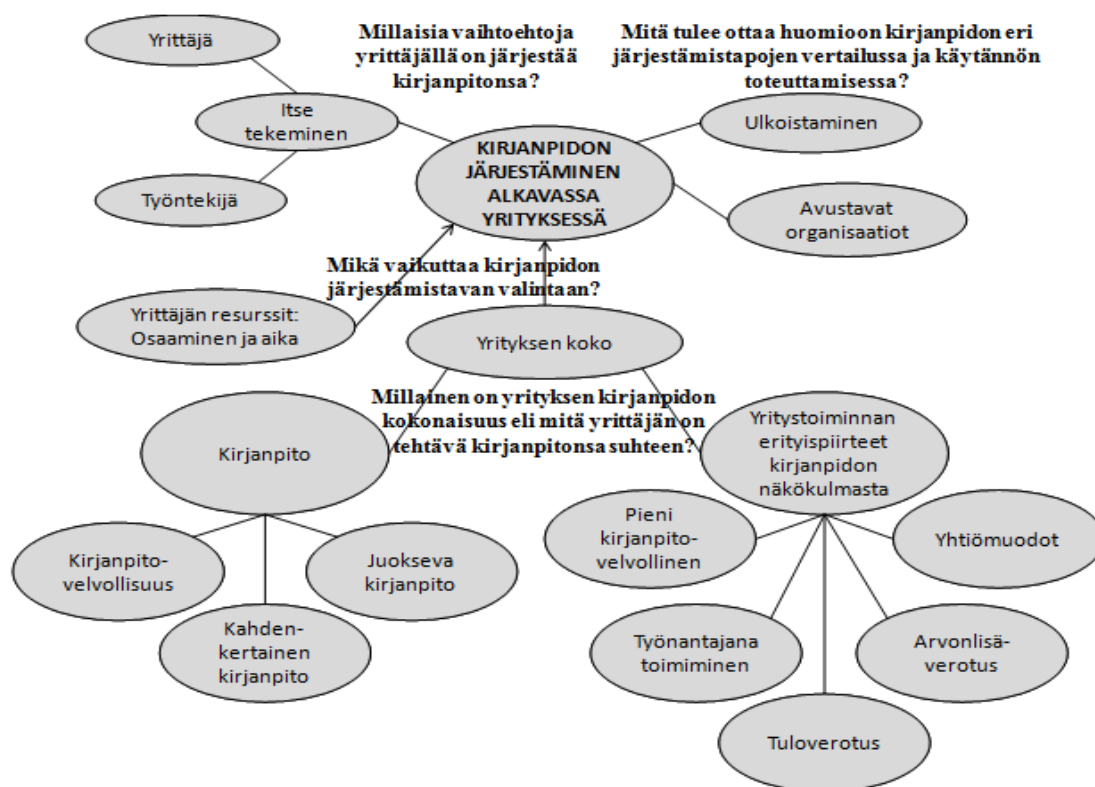 Yrittäjä
Millaisia vaihtoehtoja
yrittäjällä on järjestää
kirjanpitonsa?
Mitä tulee ottaa huomioon kirjanpidon eri
järjestämistapojen vertailussa ja käytännön
toteuttamisessa?
Itse
tekeminen
Ulkoistaminen
KIRJANPIDON
JÄRJESTÄMINEN
ALKAVASSA
YRITYKSESSÄ
Työntekijä
Avustavat
organisaatiot
Mikä vaikuttaa kirjanpidon
järjestämistavan valintaan?
Yrittäjän resurssit:
Osaaminen ja aika
Yrityksen koko
Millainen on yrityksen kirjanpidon
kokonaisuus eli mitä yrittäjän on
tehtävä kirjanpitonsa suhteen?
Kirjanpito
Yritystoiminnan
erityispiirteet
kirjanpidon
näkökulmasta
Kirjanpito-
velvollisuus
Juokseva
kirjanpito
Kahden-
kertainen
kirjanpito
Pieni
kirjanpito-
velvollinen
Yhtiömuodot
Työnantajana
toimiminen
Arvonlisä-
verotus
Tuloverotus